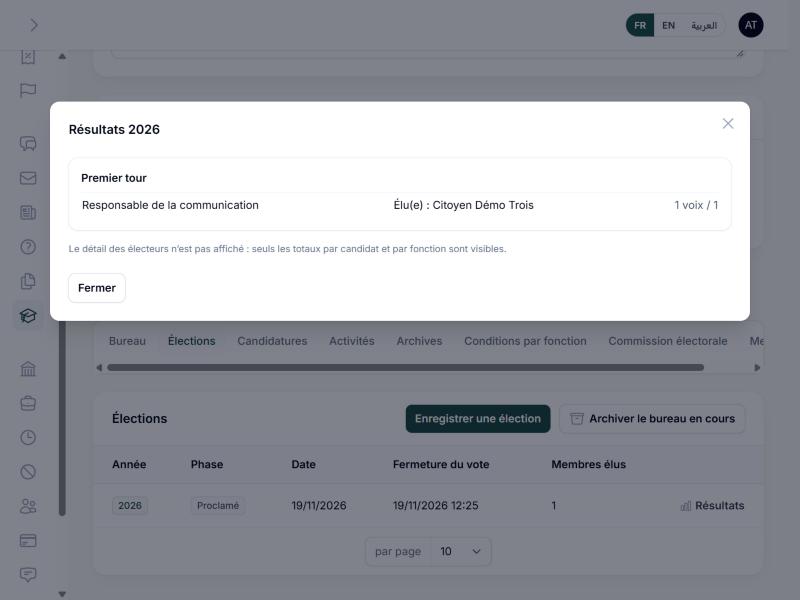 FR EN العربية AT
Résultats 2026
Premier tour
Responsable de la communication Élu(e) : Citoyen Démo Trois 1 voix / 1
Le détail des électeurs n’est pas affiché : seuls les totaux par candidat et par fonction sont visibles.
Fermer
Bureau Élections Candidatures Activités Archives Conditions par fonction Commission électorale Me
Élections Enregistrer une élection Archiver le bureau en cours
Année Phase Date Fermeture du vote Membres élus
2026 Proclamé 19/11/2026 19/11/2026 12:25 1 Résultats
par page 10